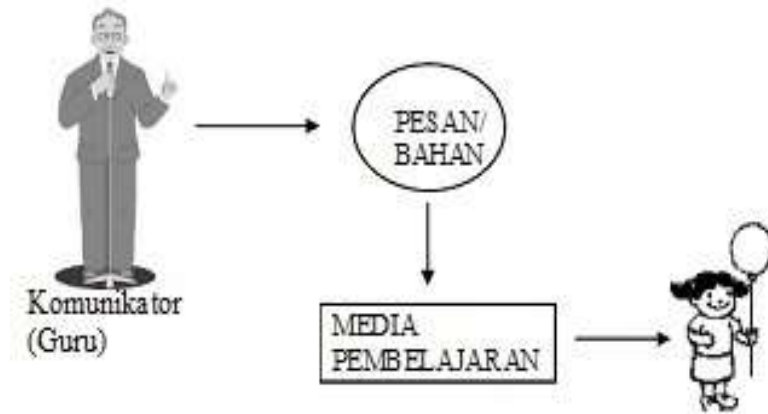 PESAN/
BAHAN
Komunikator
(Guru)
MEDIA
PEMBELAJARAN